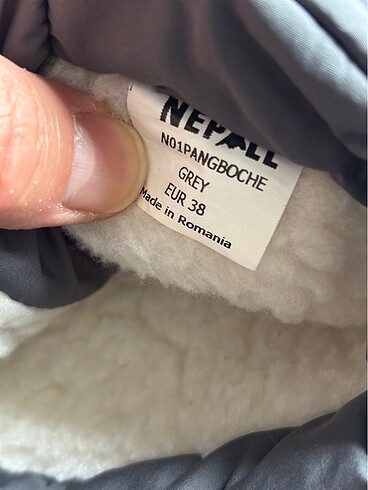 NEPALL
N01PANGBOCHE
GREY
EUR 38
Made in Romania